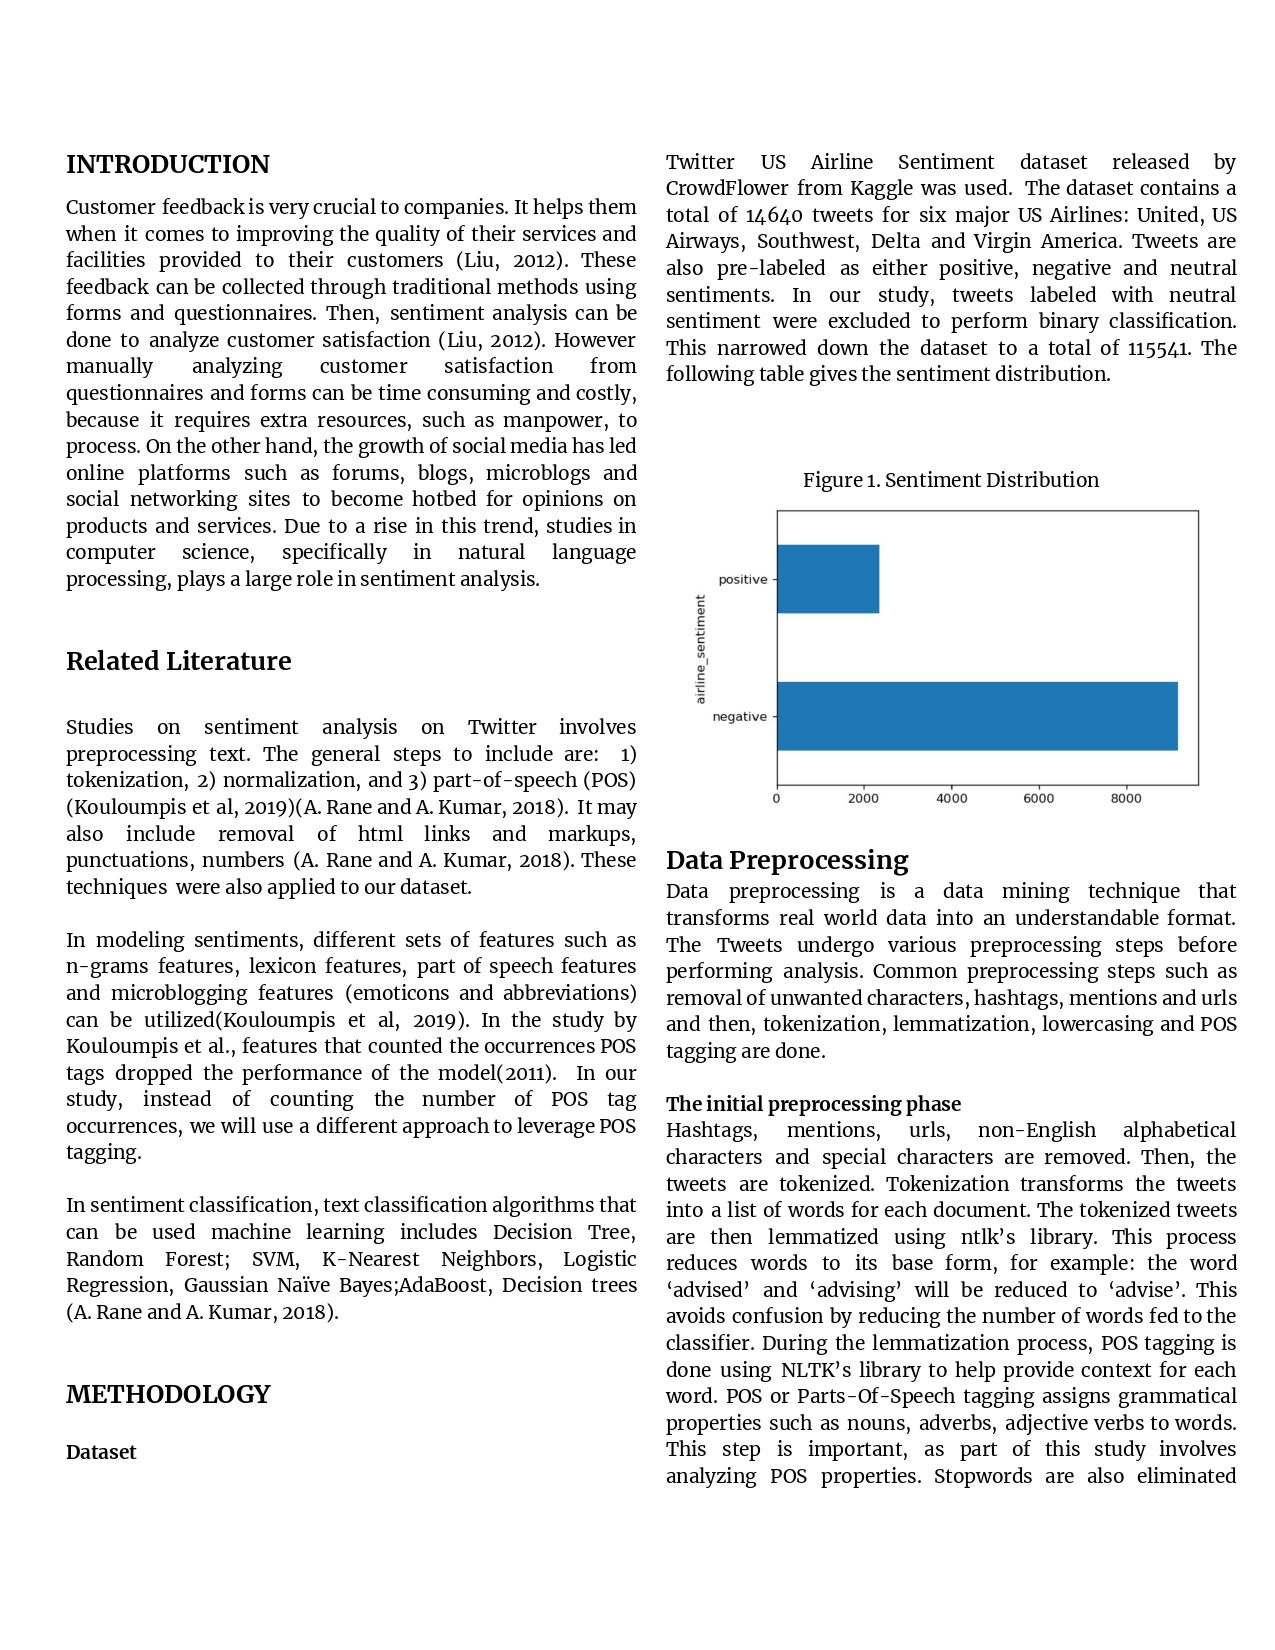 INTRODUCTION
Customer feedback is very crucial to companies. It helps them
when it comes to improving the quality of their services and
facilities provided to their customers (Liu, 2012). These
feedback can be collected through traditional methods using
forms and questionnaires. Then, sentiment analysis can be
done to analyze customer satisfaction (Liu, 2012). However
manually analyzing customer satisfaction from
questionnaires and forms can be time consuming and costly,
because it requires extra resources, such as manpower, to
process. On the other hand, the growth of social media has led
online platforms such as forums, blogs, microblogs and
social networking sites to become hotbed for opinions on
products and services. Due to a rise in this trend, studies in
computer science, specifically in natural language
processing, plays a large role in sentiment analysis.
Related Literature
Studies on sentiment analysis on Twitter involves
preprocessing text. The general steps to include are: 1)
tokenization, 2) normalization, and 3) part-of-speech (POS)
(Kouloumpis et al, 2019)(A. Rane and A. Kumar, 2018). It may
also include removal of html links and markups,
punctuations, numbers (A. Rane and A. Kumar, 2018). These
techniques were also applied to our dataset.
In modeling sentiments, different sets of features such as
n-grams features, lexicon features, part of speech features
and microblogging features (emoticons and abbreviations)
can be utilized(Kouloumpis et al, 2019). In the study by
Kouloumpis et al., features that counted the occurrences POS
tags dropped the performance of the model(2011). In our
study, instead of counting the number of POS tag
occurrences, we will use a different approach to leverage POS
tagging.
In sentiment classification, text classification algorithms that
can be used machine learning includes Decision Tree,
Random Forest; SVM, K-Nearest Neighbors, Logistic
Regression, Gaussian Naïve Bayes;AdaBoost, Decision trees
(A. Rane and A. Kumar, 2018).
METHODOLOGY
Dataset
Twitter US Airline Sentiment dataset released by
CrowdFlower from Kaggle was used. The dataset contains a
total of 14640 tweets for six major US Airlines: United, US
Airways, Southwest, Delta and Virgin America. Tweets are
also pre-labeled as either positive, negative and neutral
sentiments. In our study, tweets labeled with neutral
sentiment were excluded to perform binary classification.
This narrowed down the dataset to a total of 115541. The
following table gives the sentiment distribution.
Figure 1. Sentiment Distribution
positive
airline_sentiment
negative
0 2000 4000 6000 8000
Data Preprocessing
Data preprocessing is a data mining technique that
transforms real world data into an understandable format.
The Tweets undergo various preprocessing steps before
performing analysis. Common preprocessing steps such as
removal of unwanted characters, hashtags, mentions and urls
and then, tokenization, lemmatization, lowercasing and POS
tagging are done.
The initial preprocessing phase
Hashtags, mentions, urls, non-English alphabetical
characters and special characters are removed. Then, the
tweets are tokenized. Tokenization transforms the tweets
into a list of words for each document. The tokenized tweets
are then lemmatized using ntlk’s library. This process
reduces words to its base form, for example: the word
‘advised’ and ‘advising’ will be reduced to ‘advise’. This
avoids confusion by reducing the number of words fed to the
classifier. During the lemmatization process, POS tagging is
done using NLTK’s library to help provide context for each
word. POS or Parts-Of-Speech tagging assigns grammatical
properties such as nouns, adverbs, adjective verbs to words.
This step is important, as part of this study involves
analyzing POS properties. Stopwords are also eliminated